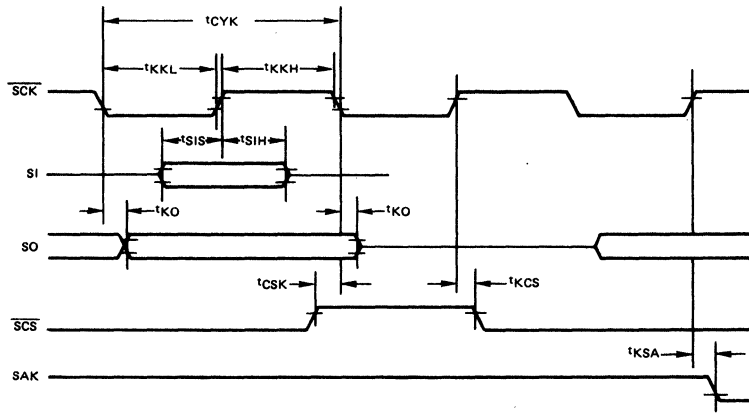 tCYK
tKKL
tKKH
SCK
tSIS
tSIH
SI
tKO
tKO
SO
tCSK
tKCS
SCS
tKSA
SAK